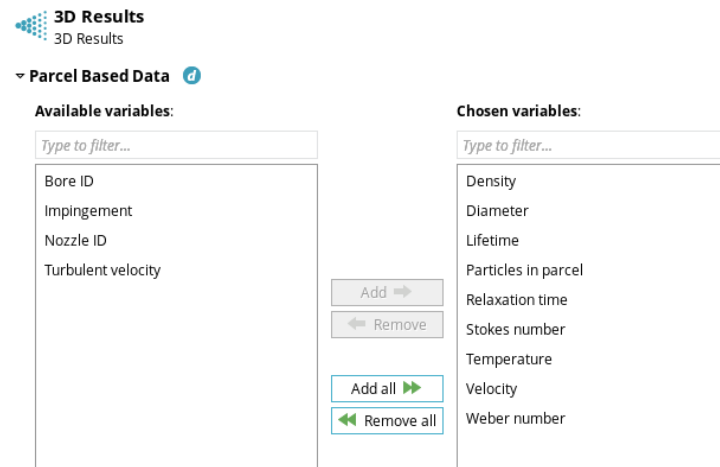 3D Results
3D Results
Parcel Based Data d
Available variables:
Type to filter...
Bore ID
Impingement
Nozzle ID
Turbulent velocity
Add
Remove
Add all
Remove all
Chosen variables:
Type to filter...
Density
Diameter
Lifetime
Particles in parcel
Relaxation time
Stokes number
Temperature
Velocity
Weber number